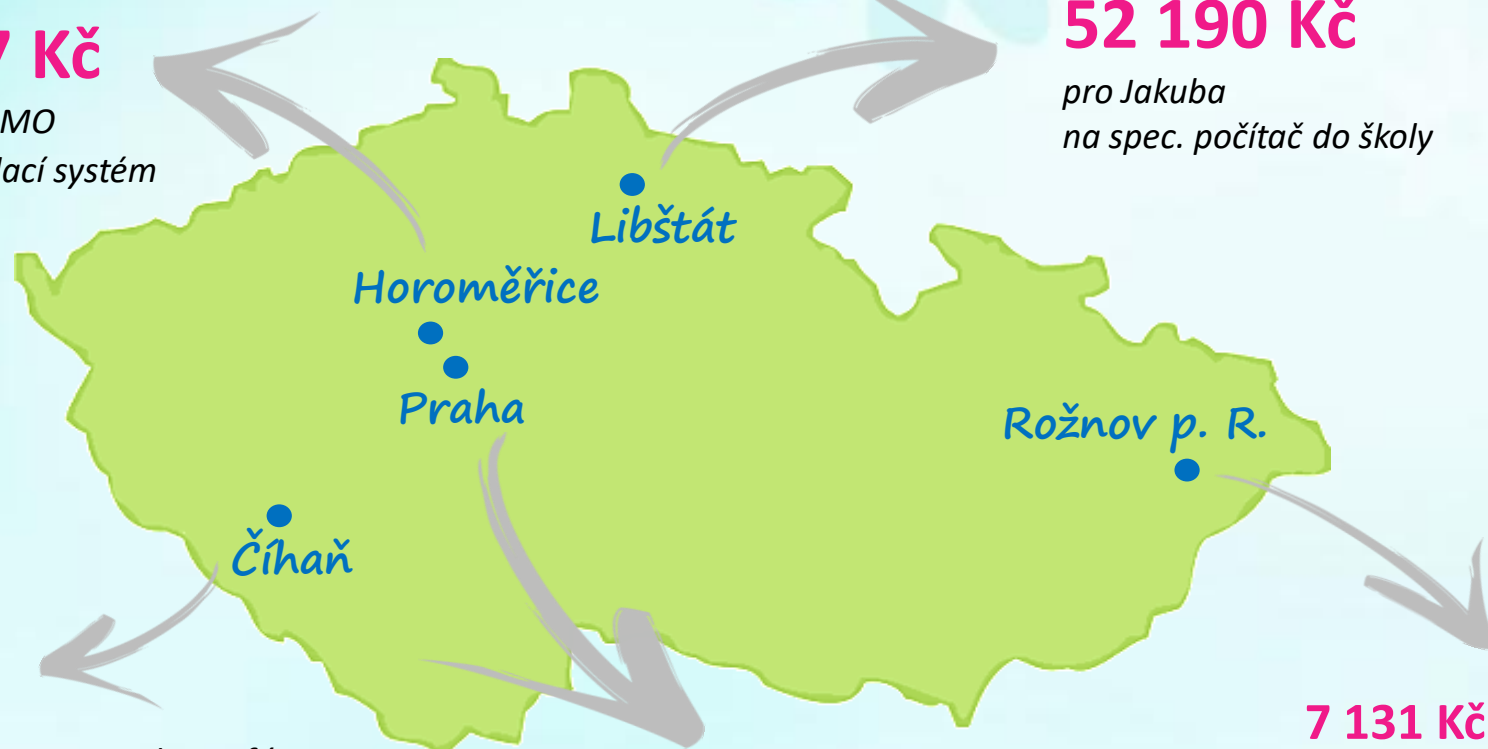 7 Kč
MO
lací systém
52 190 Kč
pro Jakuba
na spec. počítač do školy
Libštát
Horoměřice
Praha
Rožnov p. R.
Číhaň
7 131 Kč